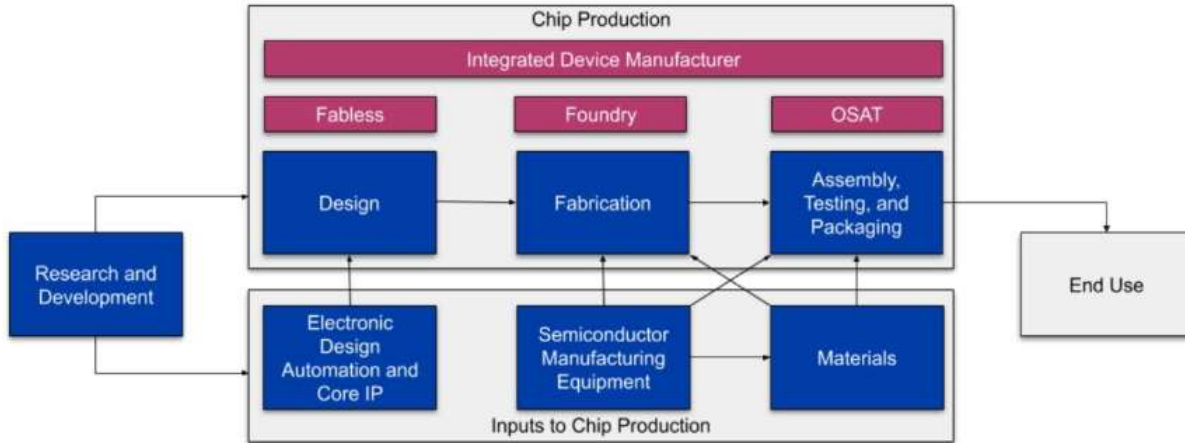 Chip Production
Integrated Device Manufacturer
Fabless
Foundry
OSAT
Design
Fabrication
Assembly,
Testing, and
Packaging
Research and
Development
End Use
Electronic
Design
Automation and
Core IP
Semiconductor
Manufacturing
Equipment
Materials
Inputs to Chip Production